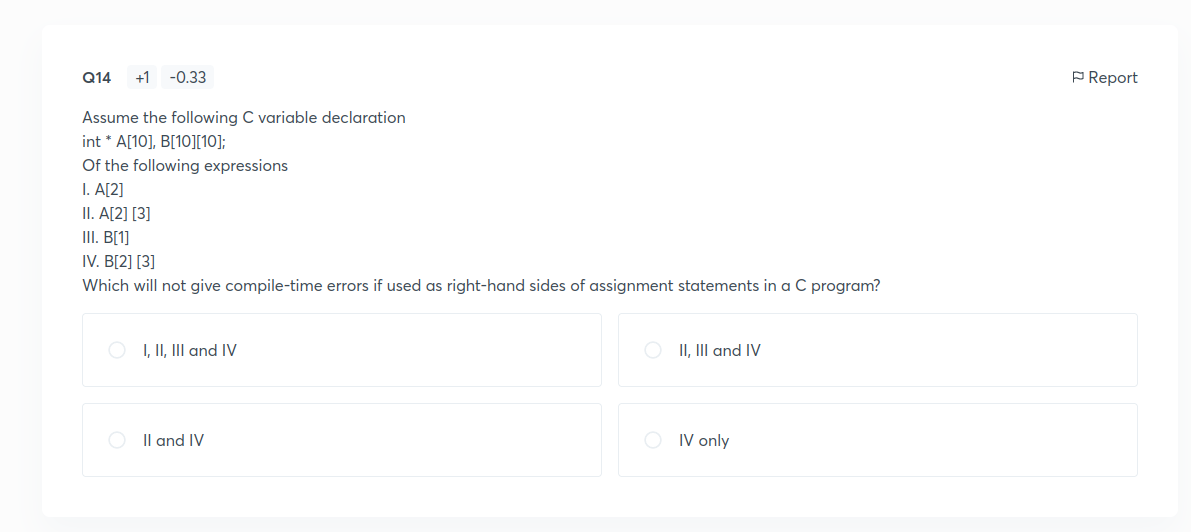 Q14 +1 -0.33 Report
Assume the following C variable declaration
int * A[10], B[10][10];
Of the following expressions
I. A[2]
II. A[2] [3]
III. B[1]
IV. B[2] [3]
Which will not give compile-time errors if used as right-hand sides of assignment statements in a C program?
I, II, III and IV
II, III and IV
II and IV
IV only